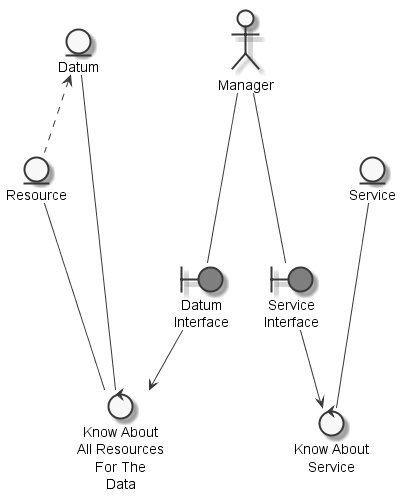 Datum
Manager
Resource
Service
Datum
Interface
Service
Interface
Know About
All Resources
For The
Data
Know About
Service